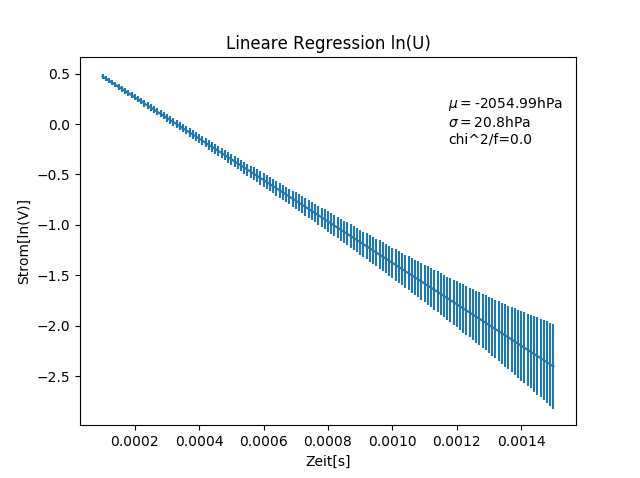 Lineare Regression ln(U)
μ = -2054.99hPa
σ = 20.8hPa
chi^2/f=0.0
Strom[ln(V)]
0.5
0.0
−0.5
−1.0
−1.5
−2.0
−2.5
0.0002 0.0004 0.0006 0.0008 0.0010 0.0012 0.0014
Zeit[s]